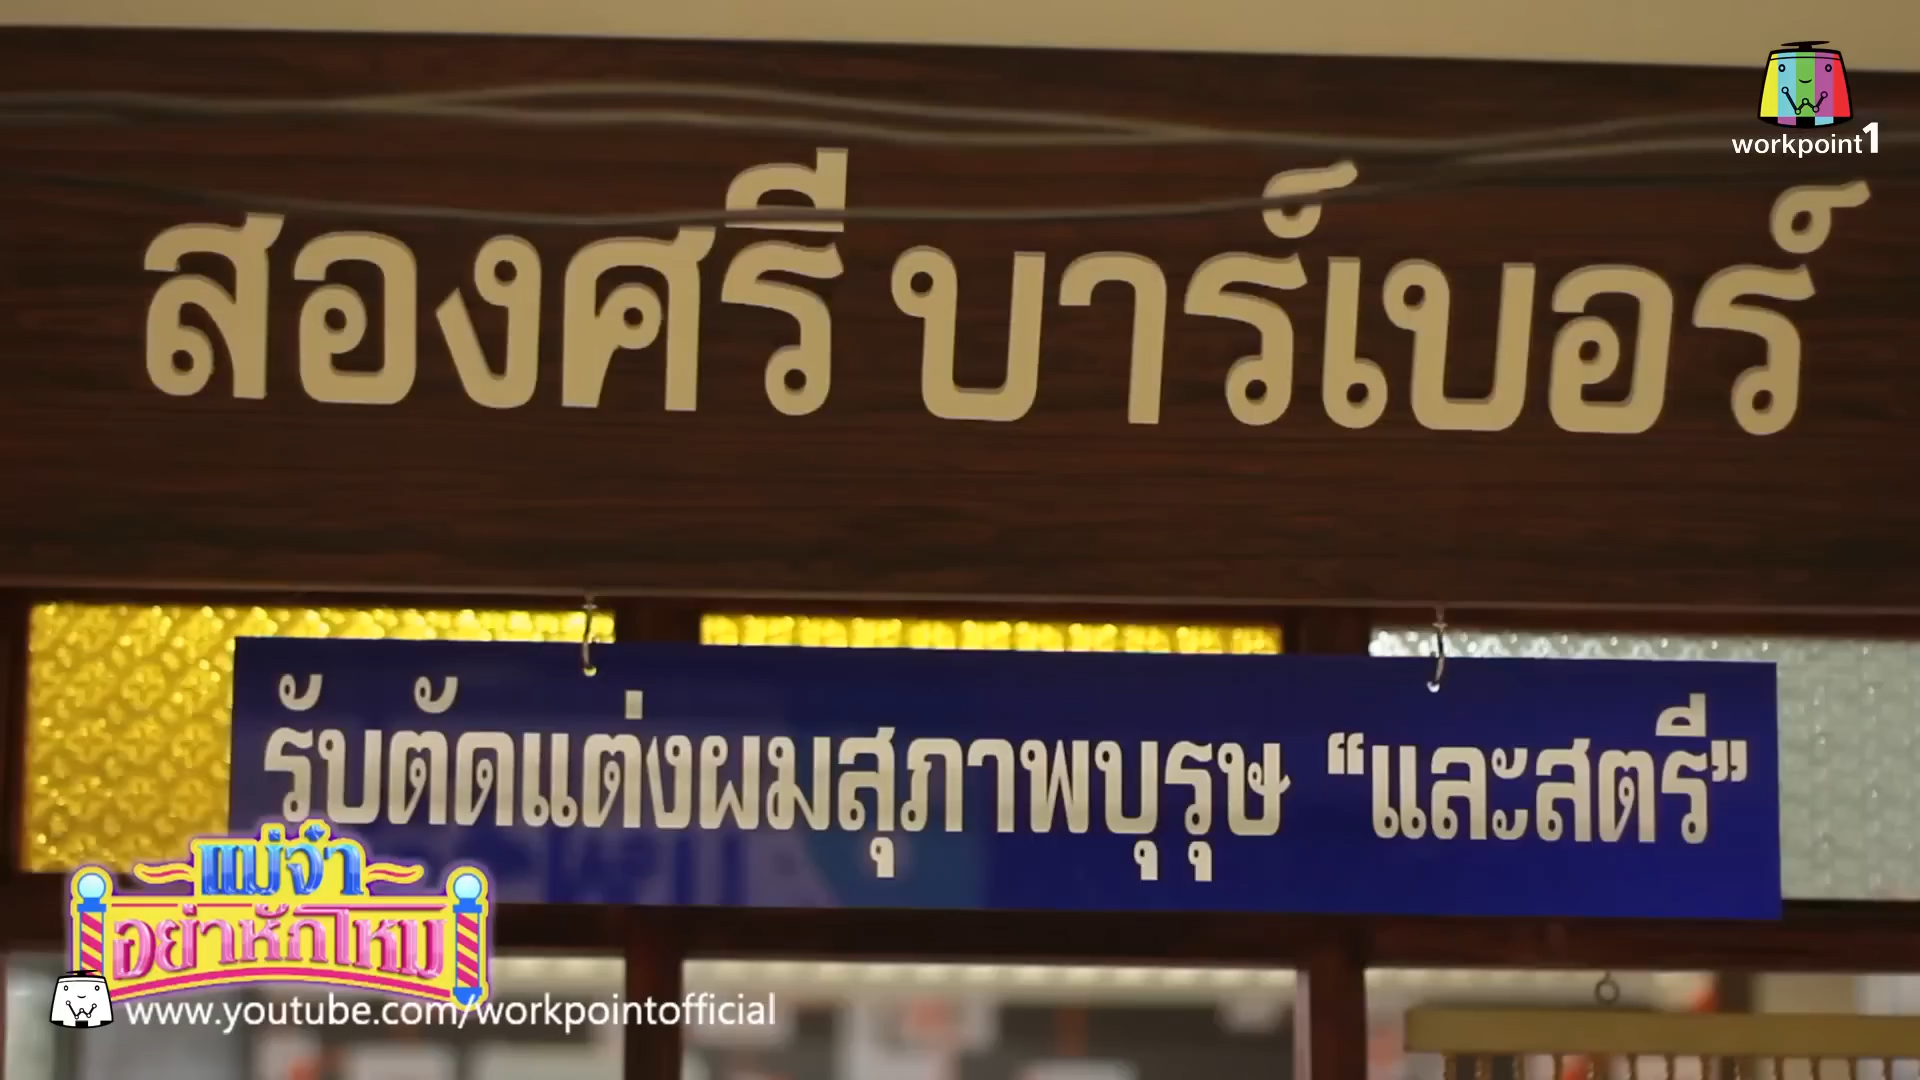 workpoint1
สองศรี บาร์เบอร์
รับตัดแต่งผมสุภาพบุรุษ “และสตรี”
แม่จ๋า
อย่าหักโหม
www.youtube.com/workpointofficial